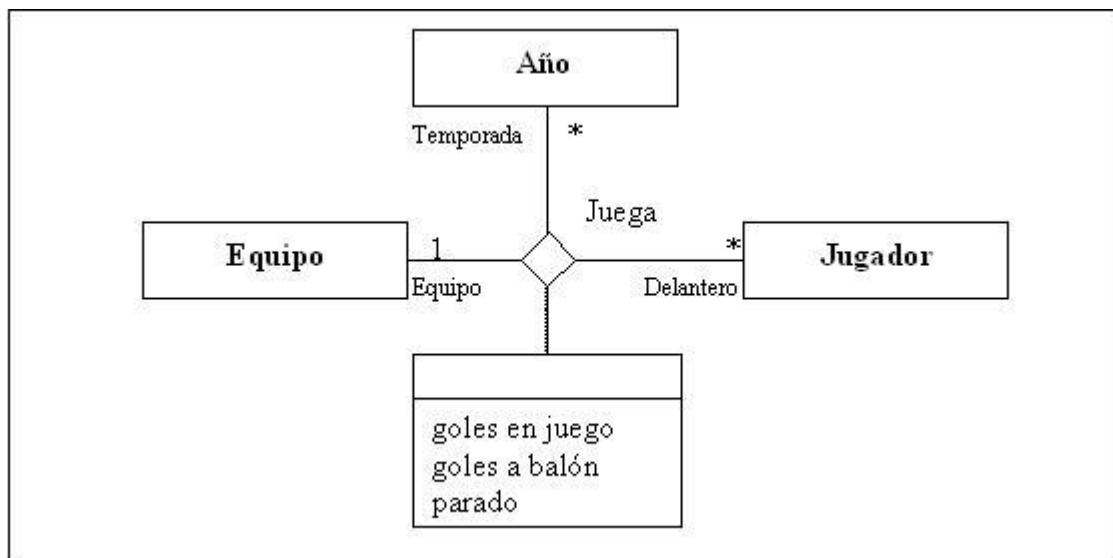 Año
Temporada
*
Juega
Equipo
1
*
Jugador
Equipo
Delantero
goles en juego
goles a balón
parado